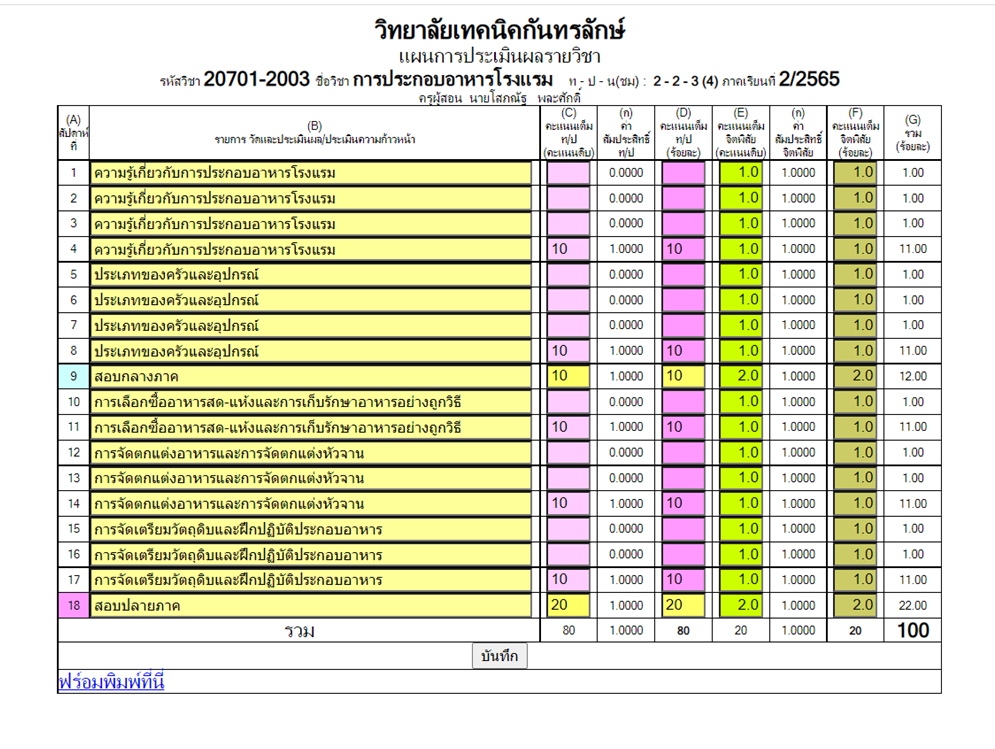 วิทยาลัยเทคนิคกันทรลักษ์
แผนการประเมินผลรายวิชา
รหัสวิชา 20701-2003 ชื่อวิชา การประกอบอาหารโรงแรม ท - ป - น(ชม) : 2 - 2 - 3 (4) ภาคเรียนที่ 2/2565
ครูผู้สอน นายโสภณัฐ พละศักดิ์
(A) สัปดาห์ที่ (B) รายการ วัดและประเมินผล/ประเมินความก้าวหน้า (C) คะแนนเต็ม ท/ป (คะแนนดิบ) (ก) ค่าสัมประสิทธิ์ ท/ป (D) คะแนนเต็ม ท/ป (ร้อยละ) (E) คะแนนเต็ม จิตพิสัย (คะแนนดิบ) (ก) ค่าสัมประสิทธิ์ จิตพิสัย (F) คะแนนเต็ม จิตพิสัย (ร้อยละ) (G) รวม (ร้อยละ)
1 ความรู้เกี่ยวกับการประกอบอาหารโรงแรม 0.0000 1.0 1.0000 1.0 1.00
2 ความรู้เกี่ยวกับการประกอบอาหารโรงแรม 0.0000 1.0 1.0000 1.0 1.00
3 ความรู้เกี่ยวกับการประกอบอาหารโรงแรม 0.0000 1.0 1.0000 1.0 1.00
4 ความรู้เกี่ยวกับการประกอบอาหารโรงแรม 10 1.0000 10 1.0 1.0000 1.0 11.00
5 ประเภทของครัวและอุปกรณ์ 0.0000 1.0 1.0000 1.0 1.00
6 ประเภทของครัวและอุปกรณ์ 0.0000 1.0 1.0000 1.0 1.00
7 ประเภทของครัวและอุปกรณ์ 0.0000 1.0 1.0000 1.0 1.00
8 ประเภทของครัวและอุปกรณ์ 10 1.0000 10 1.0 1.0000 1.0 11.00
9 สอบกลางภาค 10 1.0000 10 2.0 1.0000 2.0 12.00
10 การเลือกซื้ออาหารสด-แห้งและการเก็บรักษาอาหารอย่างถูกวิธี 0.0000 1.0 1.0000 1.0 1.00
11 การเลือกซื้ออาหารสด-แห้งและการเก็บรักษาอาหารอย่างถูกวิธี 10 1.0000 10 1.0 1.0000 1.0 11.00
12 การจัดตกแต่งอาหารและการจัดตกแต่งหัวจาน 0.0000 1.0 1.0000 1.0 1.00
13 การจัดตกแต่งอาหารและการจัดตกแต่งหัวจาน 0.0000 1.0 1.0000 1.0 1.00
14 การจัดตกแต่งอาหารและการจัดตกแต่งหัวจาน 10 1.0000 10 1.0 1.0000 1.0 11.00
15 การจัดเตรียมวัตถุดิบและฝึกปฏิบัติประกอบอาหาร 0.0000 1.0 1.0000 1.0 1.00
16 การจัดเตรียมวัตถุดิบและฝึกปฏิบัติประกอบอาหาร 0.0000 1.0 1.0000 1.0 1.00
17 การจัดเตรียมวัตถุดิบและฝึกปฏิบัติประกอบอาหาร 10 1.0000 10 1.0 1.0000 1.0 11.00
18 สอบปลายภาค 20 1.0000 20 2.0 1.0000 2.0 22.00
รวม 80 1.0000 80 20 1.0000 20 100
บันทึก
ฟร์อมพิมพ์ที่นี่